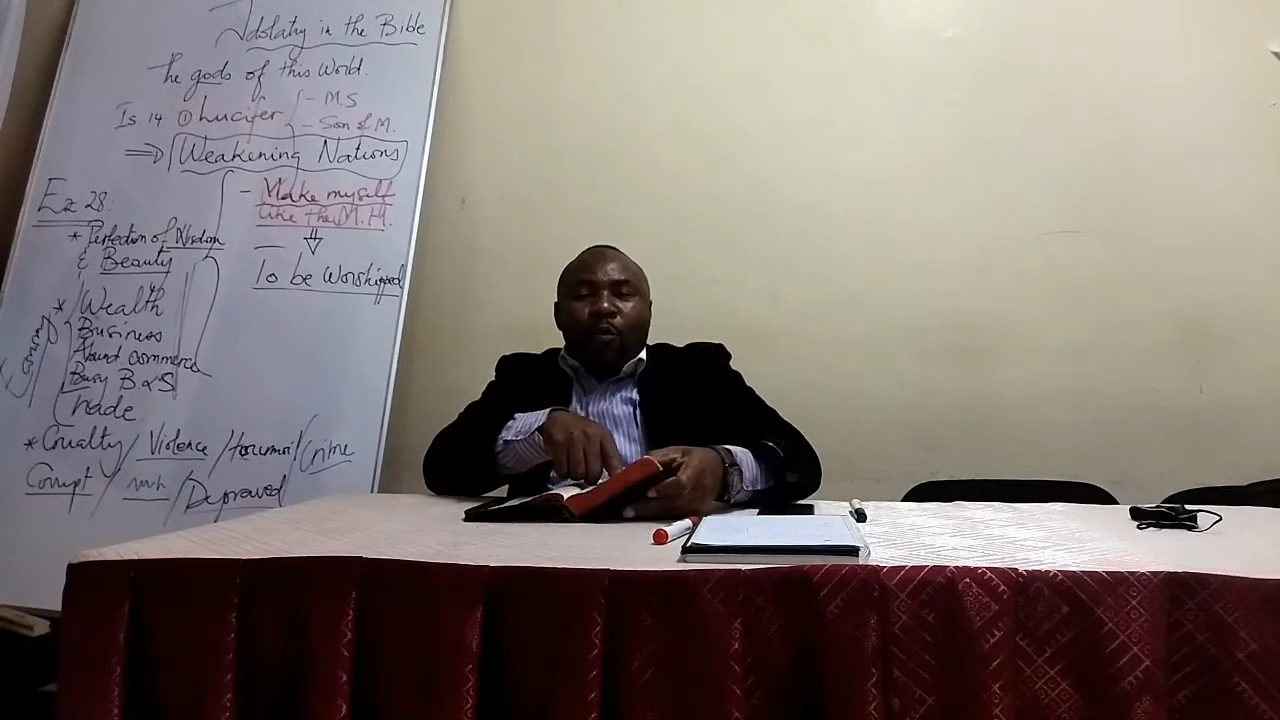 Idolatry in the Bible
The gods of this World.
Is. 14 ① Lucifer - M.S
- Son of M.
⇒ Weakening Nations
- Make myself
like the M.H.
⇓
To be Worshipped
Ez 28:
* Perfection of Wisdom
& Beauty
* Wealth
Business
Abund commerce
Busy B &S
Trade
* Crualty / Violence / / Crime
Corrupt / / Depraved